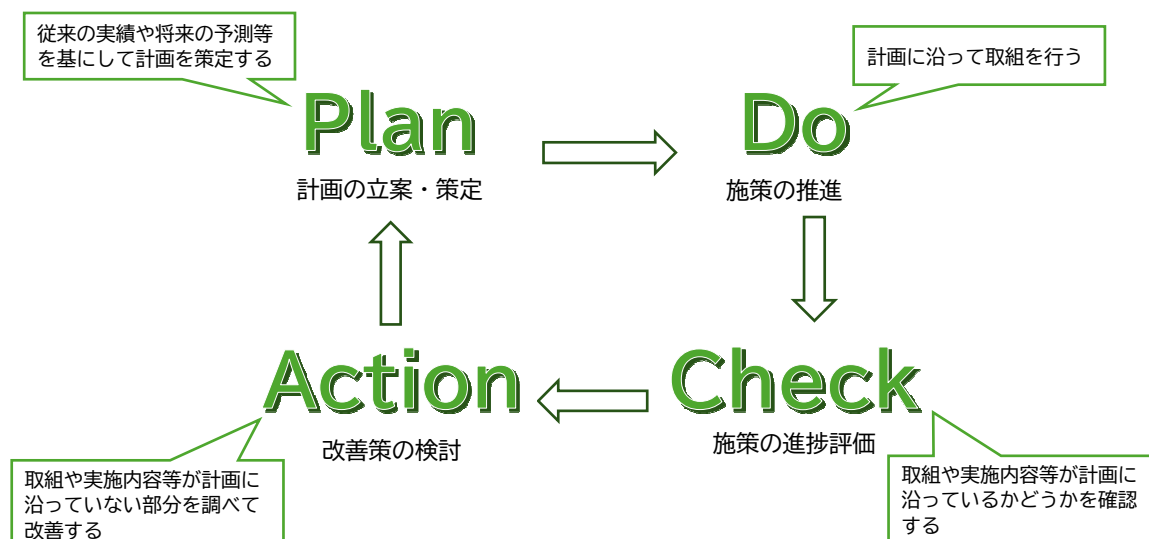 従来の実績や将来の予測等
を基にして計画を策定する
計画に沿って取組を行う
Plan
Do
計画の立案・策定
施策の推進
Action
Check
改善策の検討
施策の進捗評価
取組や実施内容等が計画に
沿っていない部分を調べて
改善する
取組や実施内容等が計画に
沿っているかどうかを確認
する